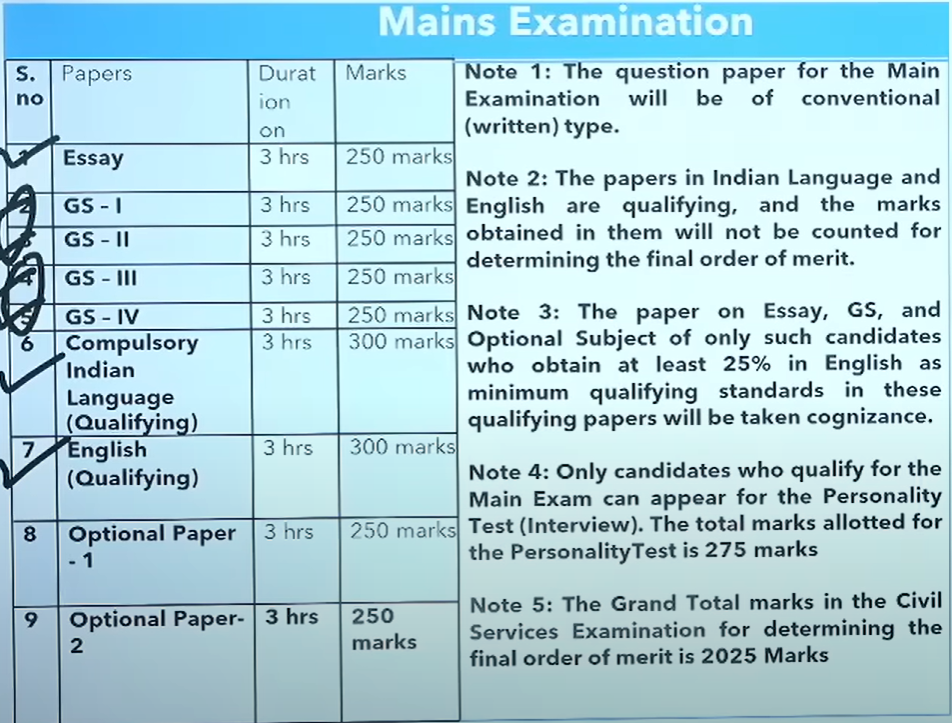 Mains Examination
S. no Papers Durat ion on Marks
1 Essay 3 hrs 250 marks
2 GS - I 3 hrs 250 marks
3 GS - II 3 hrs 250 marks
4 GS - III 3 hrs 250 marks
5 GS - IV 3 hrs 250 marks
6 Compulsory 3 hrs 300 marks
Indian
Language
(Qualifying)
7 English 3 hrs 300 marks
(Qualifying)
8 Optional Paper 3 hrs 250 marks
- 1
9 Optional Paper- 3 hrs 250
2 marks
Note 1: The question paper for the Main
Examination will be of conventional
(written) type.
Note 2: The papers in Indian Language and
English are qualifying, and the marks
obtained in them will not be counted for
determining the final order of merit.
Note 3: The paper on Essay, GS, and
Optional Subject of only such candidates
who obtain at least 25% in English as
minimum qualifying standards in these
qualifying papers will be taken cognizance.
Note 4: Only candidates who qualify for the
Main Exam can appear for the Personality
Test (Interview). The total marks allotted for
the PersonalityTest is 275 marks
Note 5: The Grand Total marks in the Civil
Services Examination for determining the
final order of merit is 2025 Marks